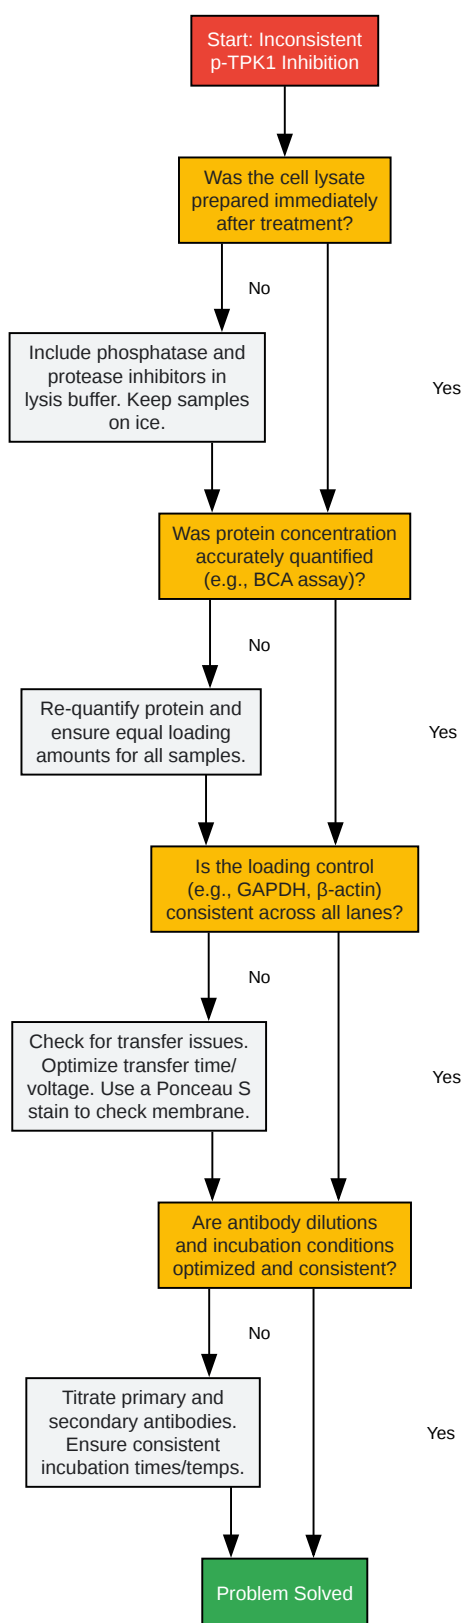 Start: Inconsistent
p-TPK1 Inhibition
Was the cell lysate
prepared immediately
after treatment?
No
Include phosphatase and
protease inhibitors in
lysis buffer. Keep samples
on ice.
Yes
Was protein concentration
accurately quantified
(e.g., BCA assay)?
No
Re-quantify protein and
ensure equal loading
amounts for all samples.
Yes
Is the loading control
(e.g., GAPDH, β-actin)
consistent across all lanes?
No
Check for transfer issues.
Optimize transfer time/
voltage. Use a Ponceau S
stain to check membrane.
Yes
Are antibody dilutions
and incubation conditions
optimized and consistent?
No
Titrate primary and
secondary antibodies.
Ensure consistent
incubation times/temps.
Yes
Problem Solved